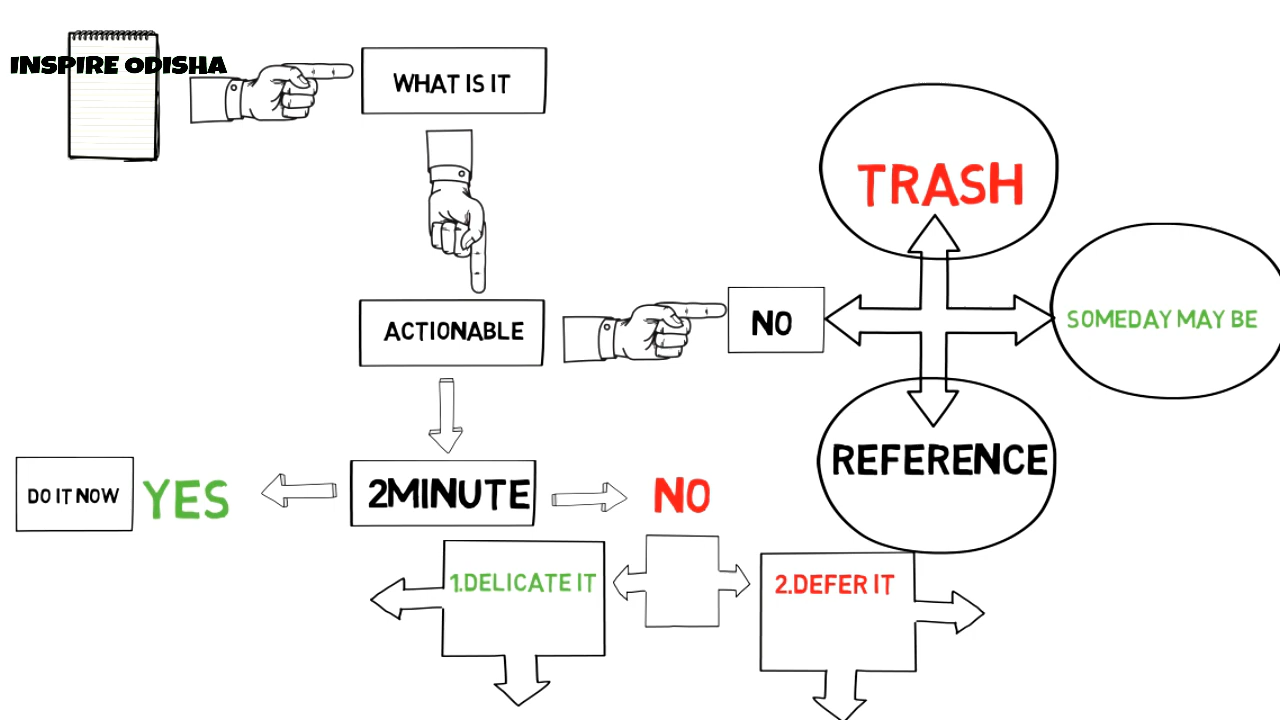 INSPIRE ODISHA
WHAT IS IT
TRASH
SOMEDAY MAY BE
ACTIONABLE
NO
REFERENCE
DO IT NOW
YES
2MINUTE
NO
1.DELICATE IT
2.DEFER IT